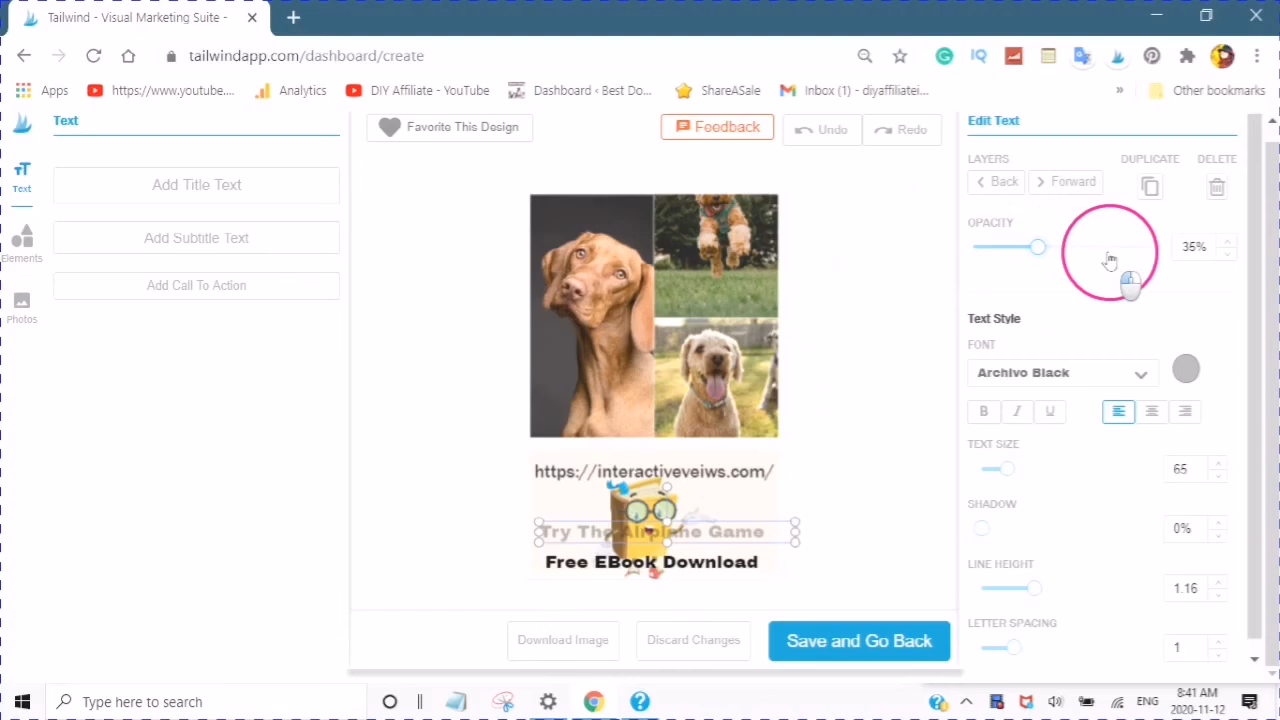 Tailwind - Visual Marketing Suite -
tailwindapp.com/dashboard/create
Apps https://www.youtube.... Analytics DIY Affiliate - YouTube Dashboard ‹ Best Do... ShareASale Inbox (1) - diyaffiliatei... » Other bookmarks
Text
Favorite This Design
Feedback
Undo
Redo
Edit Text
Text
Elements
Photos
Add Title Text
Add Subtitle Text
Add Call To Action
https://interactiveveiws.com/
Try The Airplane Game
Free EBook Download
Download Image
Discard Changes
Save and Go Back
LAYERS DUPLICATE DELETE
Back Forward
OPACITY
35%
Text Style
FONT
Archivo Black
B I U
TEXT SIZE
65
SHADOW
0%
LINE HEIGHT
1.16
LETTER SPACING
1
Type here to search
ENG
8:41 AM
2020-11-12